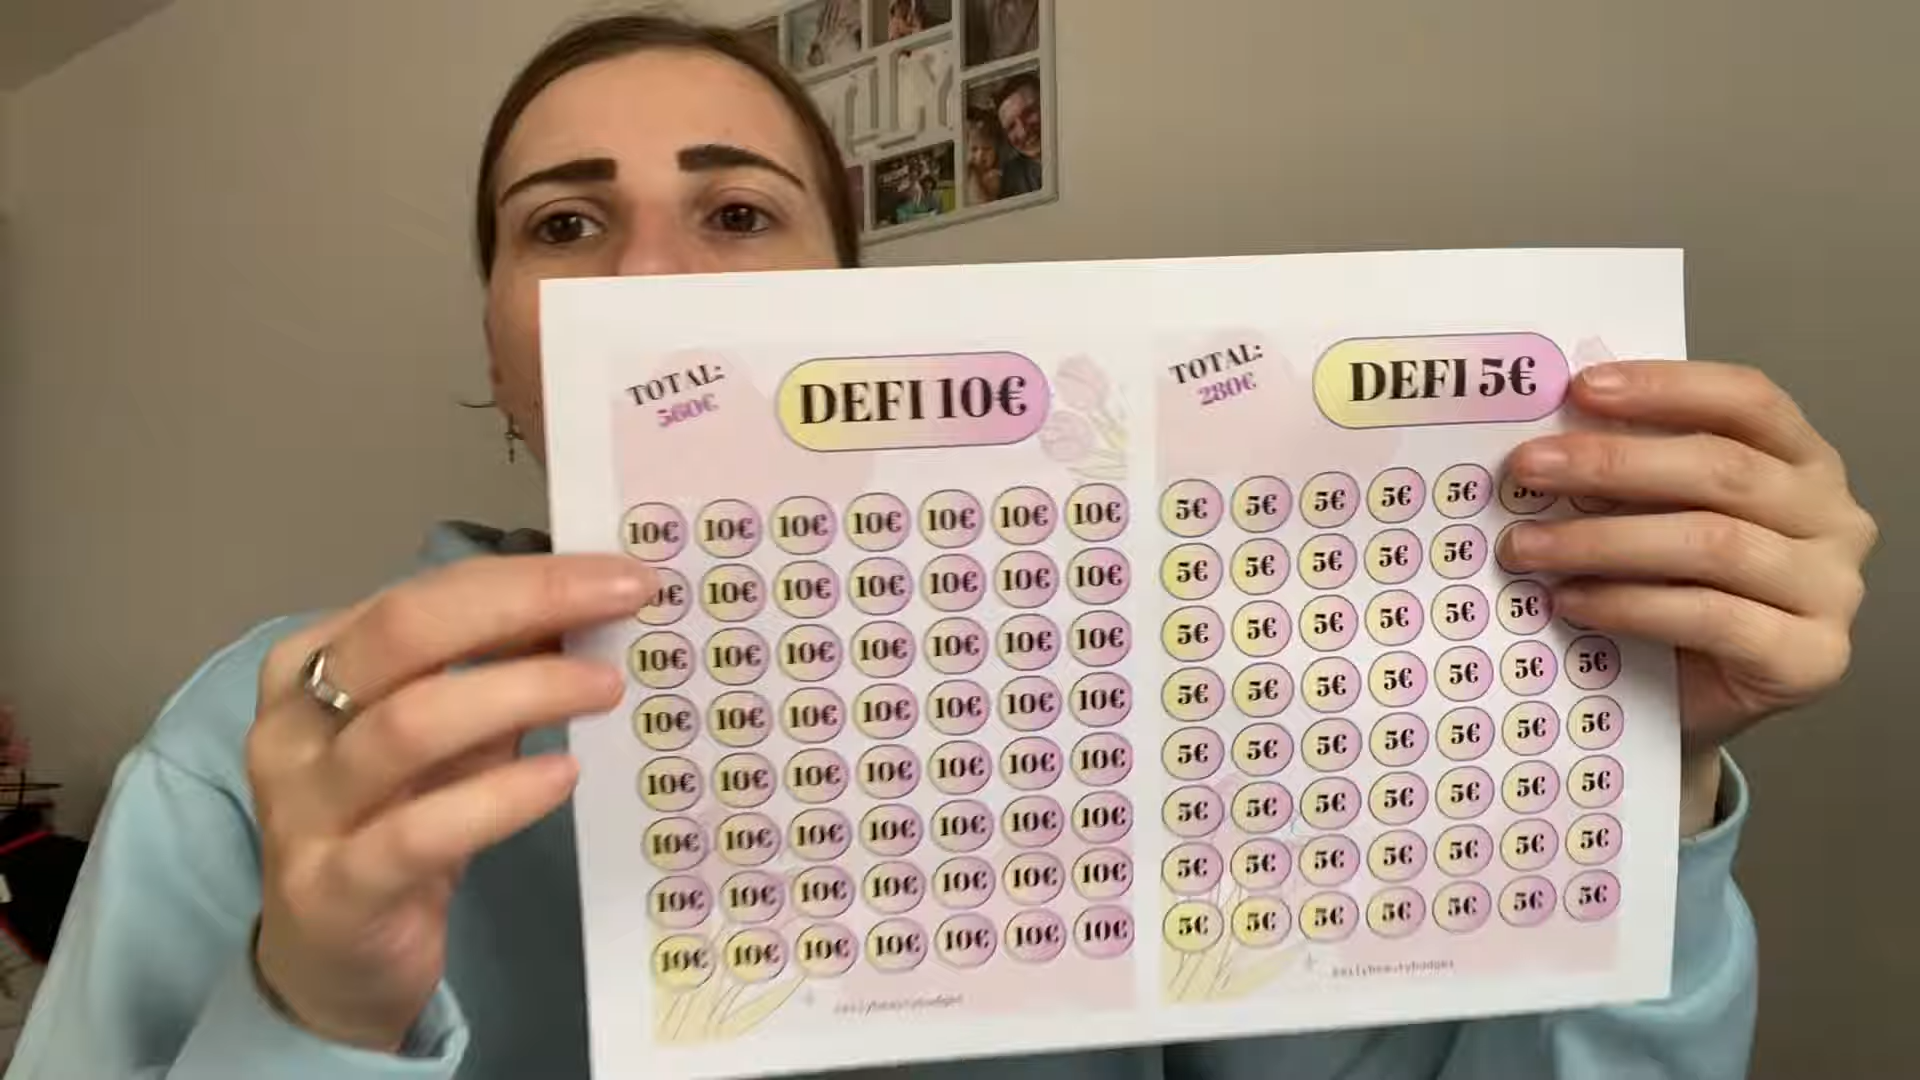 TOTAL:
560€
DEFI 10€
10€ 10€ 10€ 10€ 10€ 10€ 10€
10€ 10€ 10€ 10€ 10€ 10€
10€ 10€ 10€ 10€ 10€ 10€ 10€
10€ 10€ 10€ 10€ 10€ 10€ 10€
10€ 10€ 10€ 10€ 10€ 10€ 10€
10€ 10€ 10€ 10€ 10€ 10€ 10€
10€ 10€ 10€ 10€ 10€ 10€ 10€
10€ 10€ 10€ 10€ 10€ 10€ 10€
TOTAL:
280€
DEFI 5€
5€ 5€ 5€ 5€ 5€
5€ 5€ 5€ 5€ 5€
5€ 5€ 5€ 5€ 5€ 5€
5€ 5€ 5€ 5€ 5€ 5€ 5€
5€ 5€ 5€ 5€ 5€ 5€ 5€
5€ 5€ 5€ 5€ 5€ 5€ 5€
5€ 5€ 5€ 5€ 5€ 5€ 5€
5€ 5€ 5€ 5€ 5€ 5€ 5€